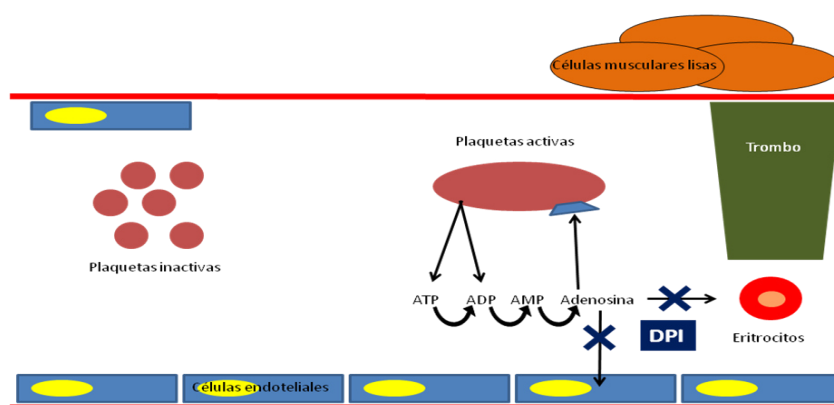 Células musculares lisas
Plaquetas activas
Trombo
Plaquetas inactivas
ATP ADP AMP Adenosina
DPI
Eritrocitos
Células endoteliales